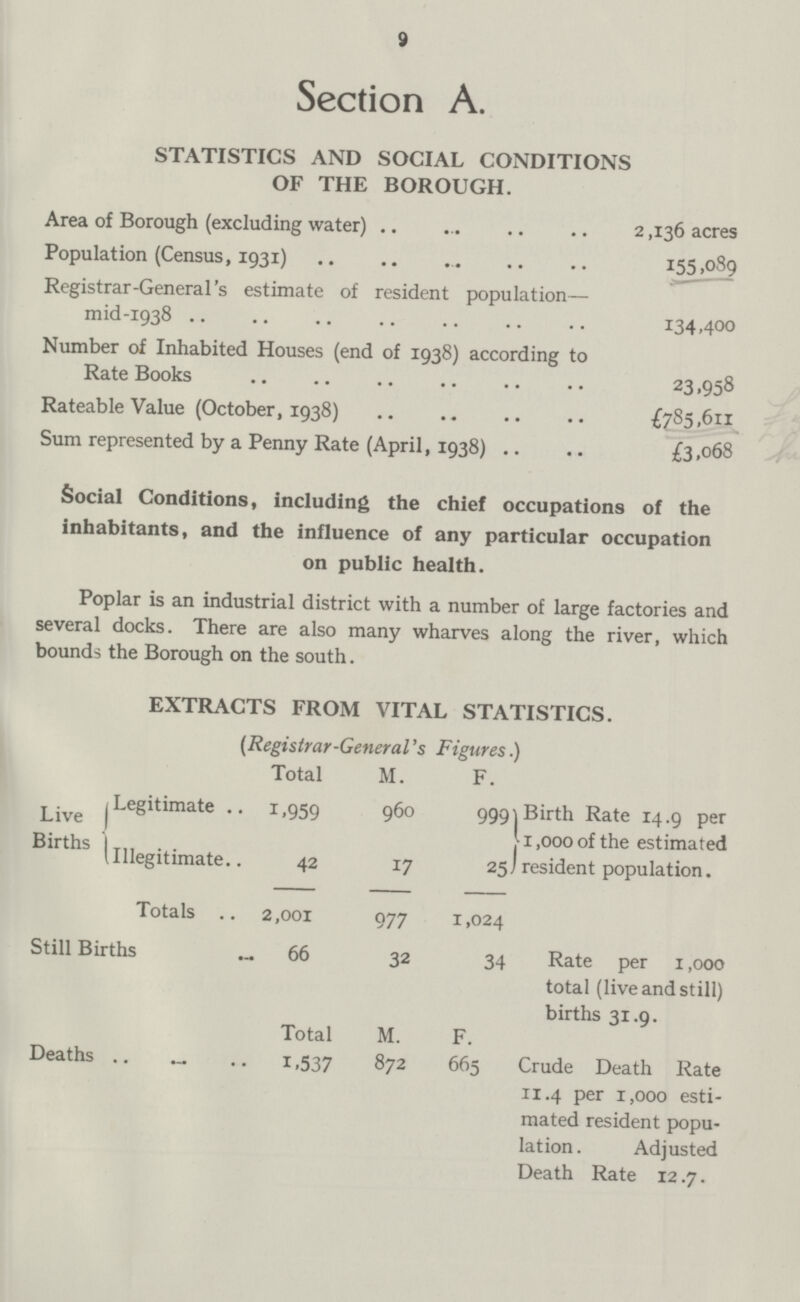 9
Section A.
STATISTICS AND SOCIAL CONDITIONS
OF THE BOROUGH.
Area of Borough (excluding water) .. .. .. .. 2,136 acres
Population (Census, 1931) .. .. .. .. .. 155,089
Registrar-General's estimate of resident population—
mid-1938 .. .. .. .. .. .. .. 134,400
Number of Inhabited Houses (end of 1938) according to
Rate Books .. .. .. .. .. .. 23,958
Rateable Value (October, 1938) .. .. .. .. £785,611
Sum represented by a Penny Rate (April, 1938) .. .. £3,068
Social Conditions, including the chief occupations of the
inhabitants, and the influence of any particular occupation
on public health.
Poplar is an industrial district with a number of large factories and
several docks. There are also many wharves along the river, which
bounds the Borough on the south.
EXTRACTS FROM VITAL STATISTICS.
(Registrar-General's Figures.)
Total M. F.
Live Births { Legitimate .. 1,959 960 999 } Birth Rate 14.9 per
1,000 of the estimated
Illegitimate.. 42 17 25 resident population.
Totals .. 2,001 977 1,024
Still Births .. 66 32 34 Rate per 1,000
total (live and still)
births 31.9.
Total M. F.
Deaths .. .. .. 1,537 872 665 Crude Death Rate
11.4 per 1,000 esti-
mated resident popu-
lation. Adjusted
Death Rate 12.7.